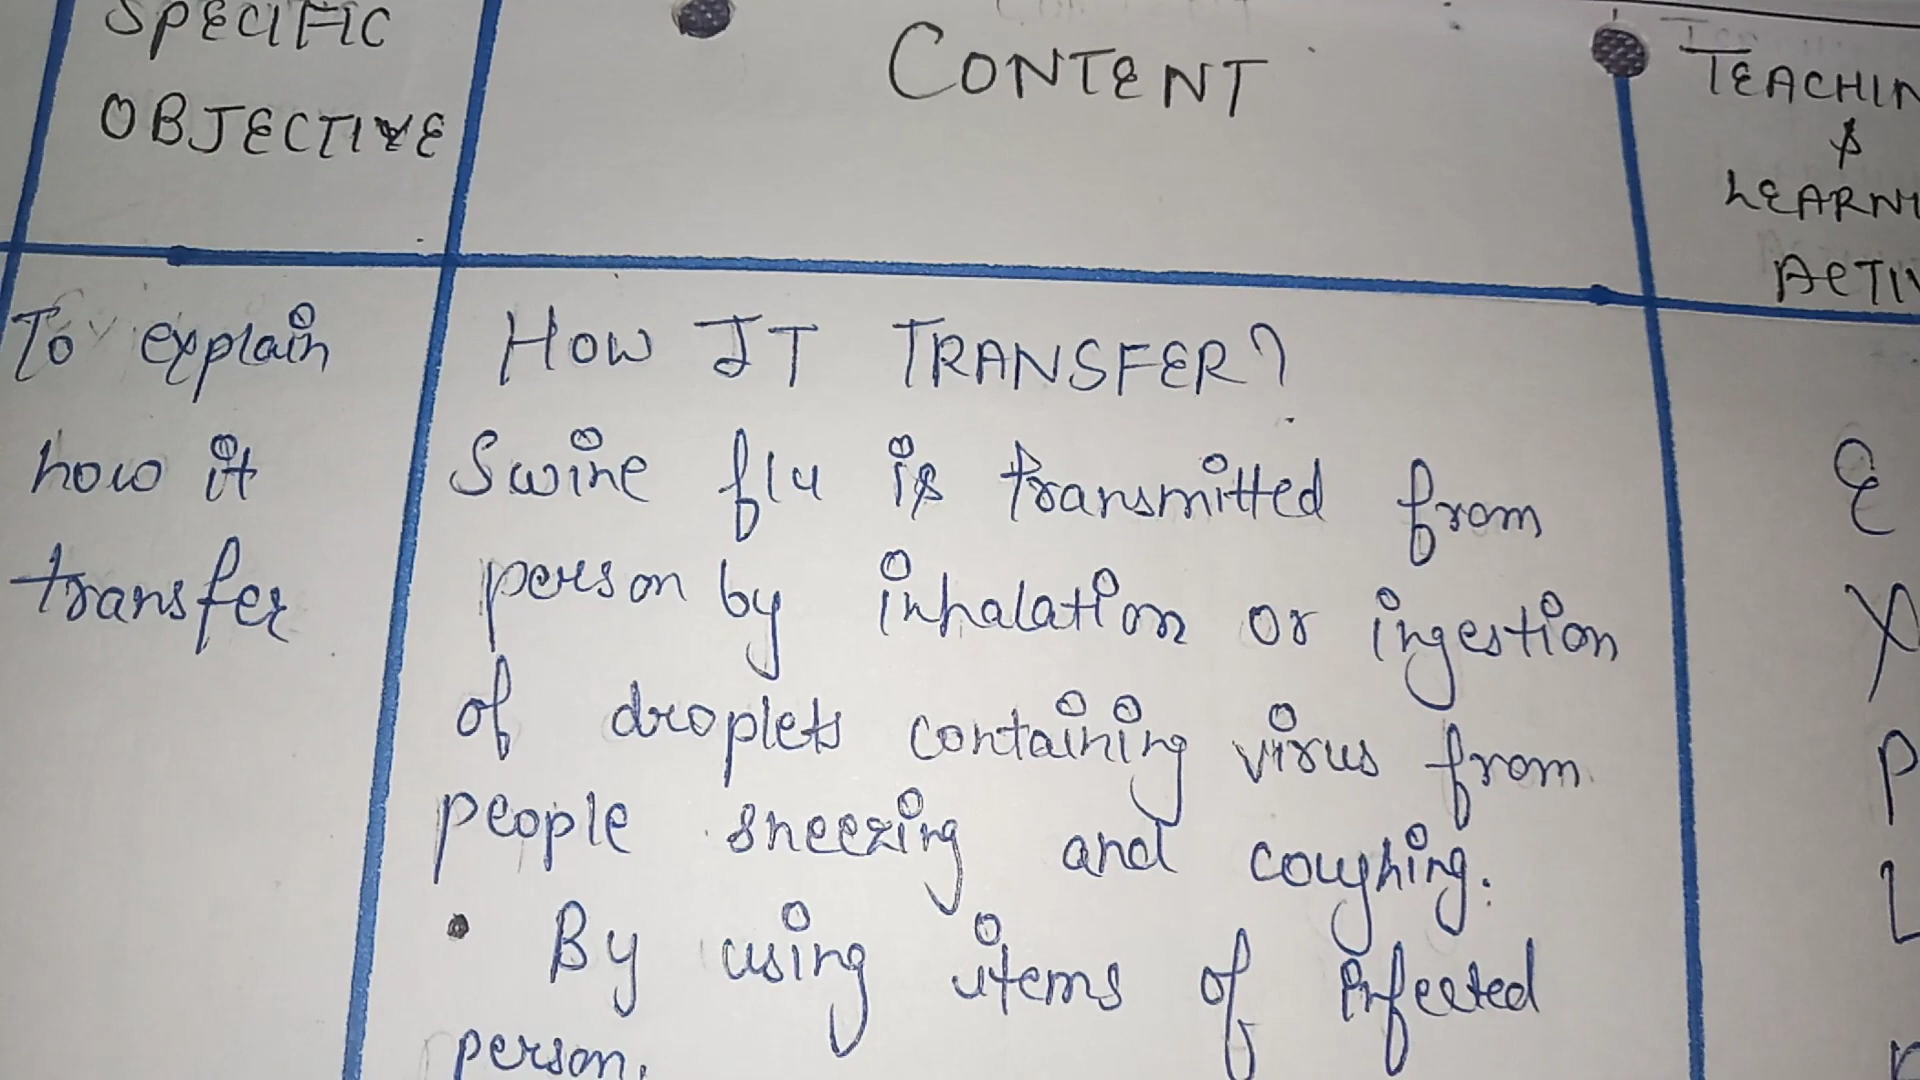 SPECIFIC
OBJECTIVE
CONTENT
TEACHIN
&
LEARNI
ACTIV
To explain
how it
transfer
HOW IT TRANSFER?
Swine flu is transmitted from
person by inhalation or ingestion
of droplets containing virus from
people sneezing and coughing.
• By using items of infected
person.
E
X
P
L